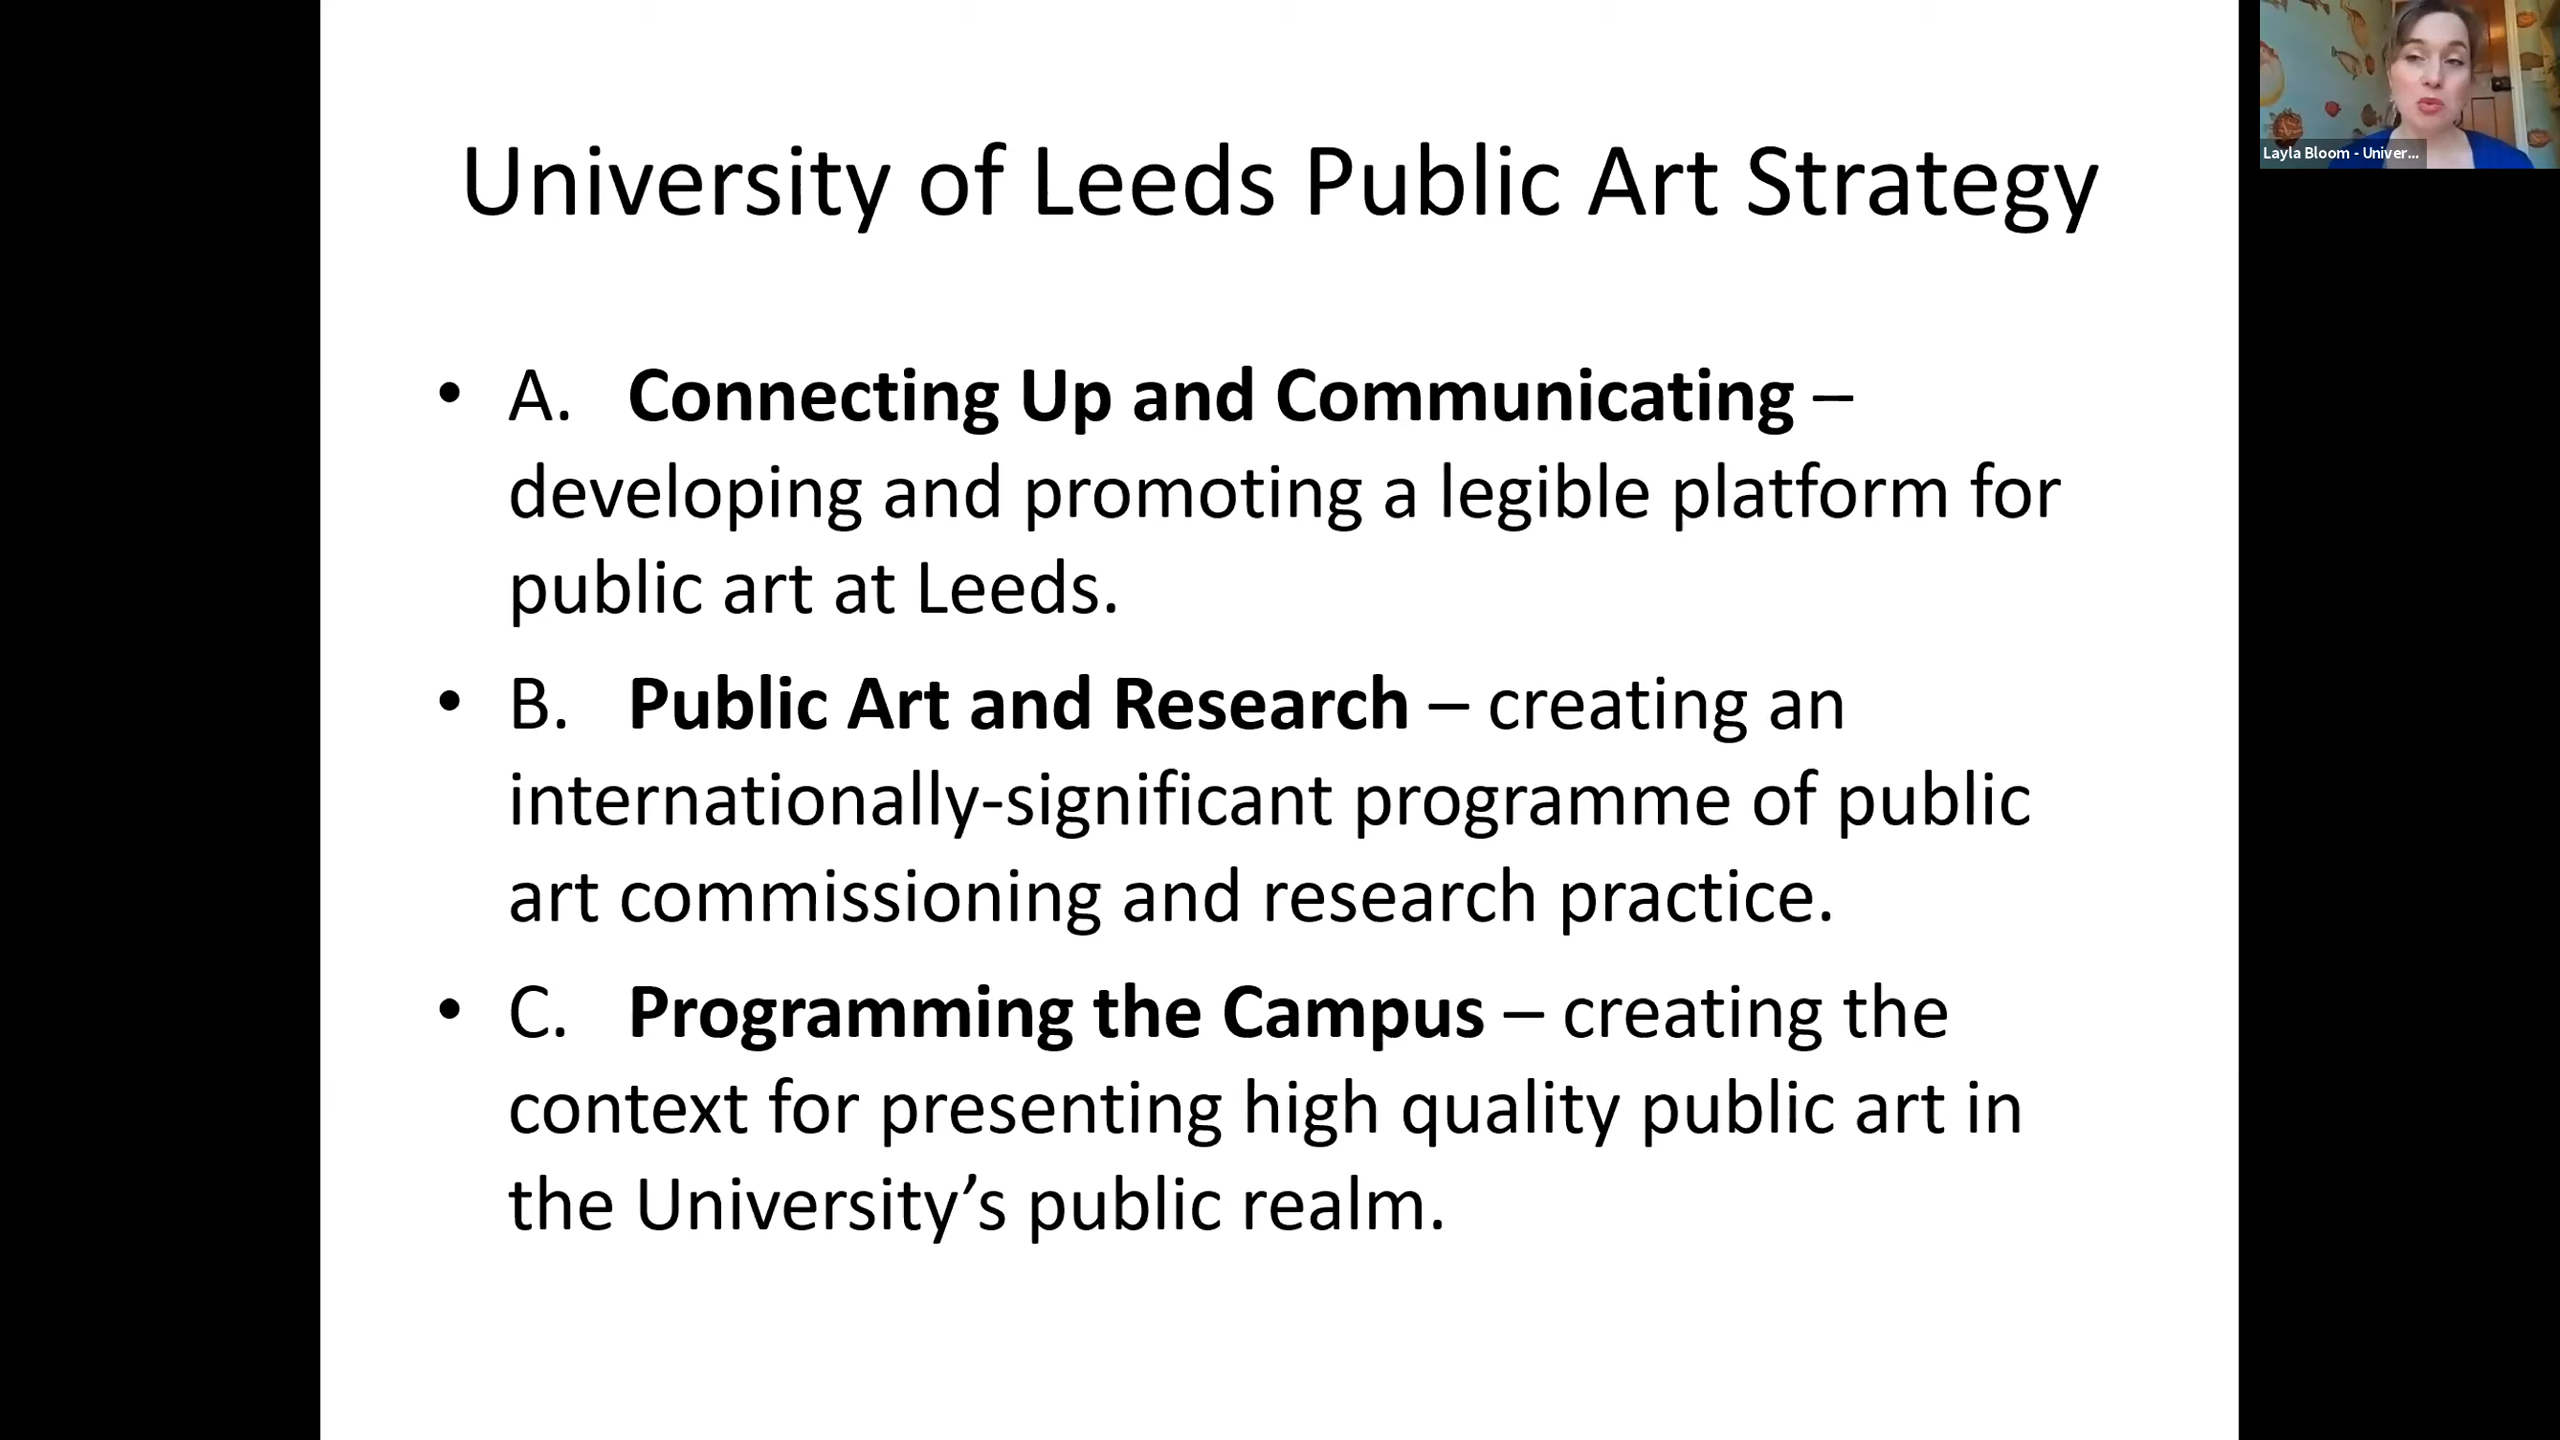 University of Leeds Public Art Strategy
Layla Bloom - Univer...
• A. Connecting Up and Communicating –
developing and promoting a legible platform for
public art at Leeds.
• B. Public Art and Research – creating an
internationally-significant programme of public
art commissioning and research practice.
• C. Programming the Campus – creating the
context for presenting high quality public art in
the University’s public realm.